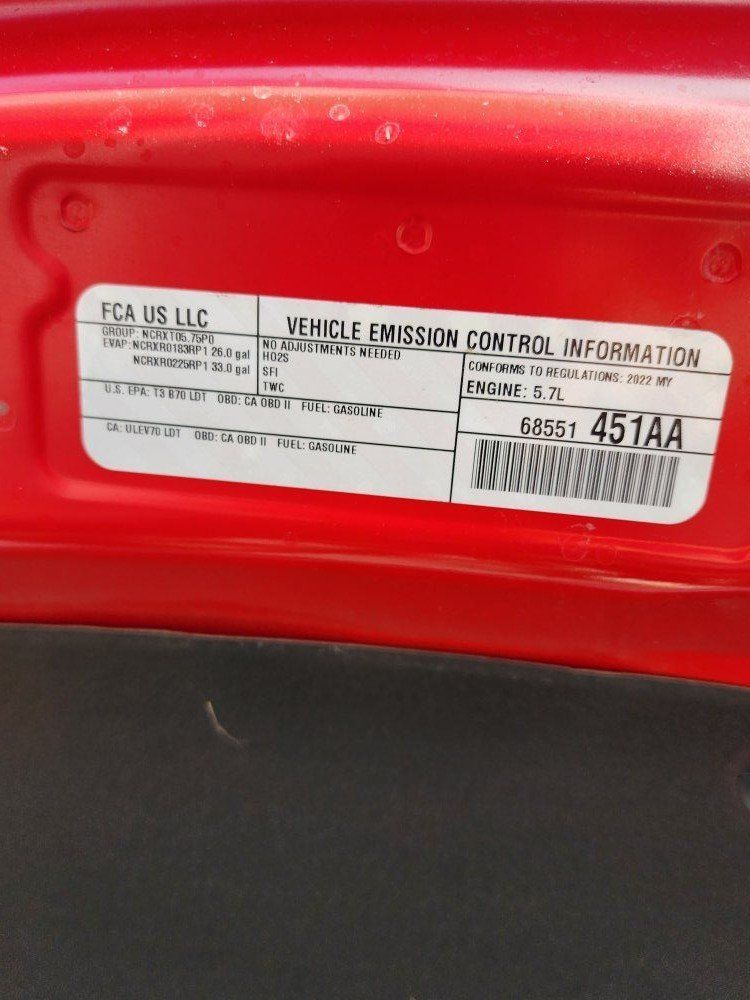 FCA US LLC
GROUP: NCRXT05.75P0
EVAP: NCRXR0183RP1 26.0 gal
NCRXR0225RP1 33.0 gal
VEHICLE EMISSION CONTROL INFORMATION
NO ADJUSTMENTS NEEDED
HO2S
SFI
TWC
CONFORMS TO REGULATIONS: 2022 MY
ENGINE: 5.7L
U.S. EPA: T3 B70 LDT OBD: CA OBD II FUEL: GASOLINE
CA: ULEV70 LDT OBD: CA OBD II FUEL: GASOLINE
68551 451AA